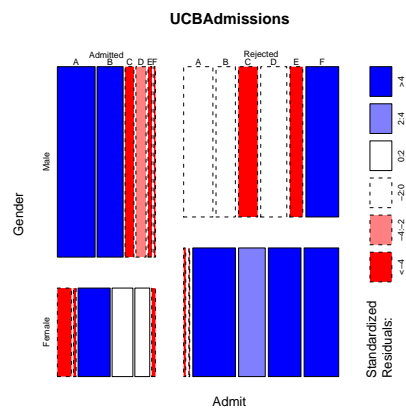 UCBAdmissions
Admitted Rejected
A B C D E F A B C D E F
Male
Female
Gender
Admit
Standardized
Residuals:
<-4
-4:-2
-2:0
0:2
2:4
>4